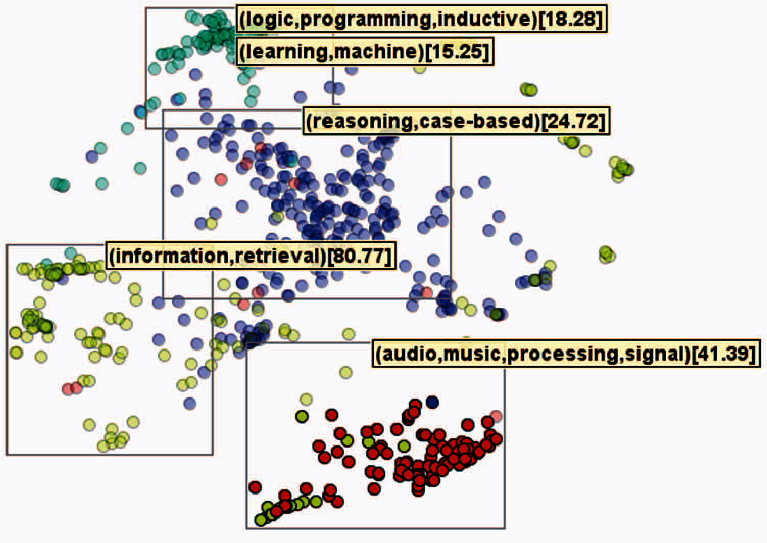 (logic,programming,inductive)[18.28]
(learning,machine)[15.25]
(reasoning,case-based)[24.72]
(information,retrieval)[80.77]
(audio,music,processing,signal)[41.39]